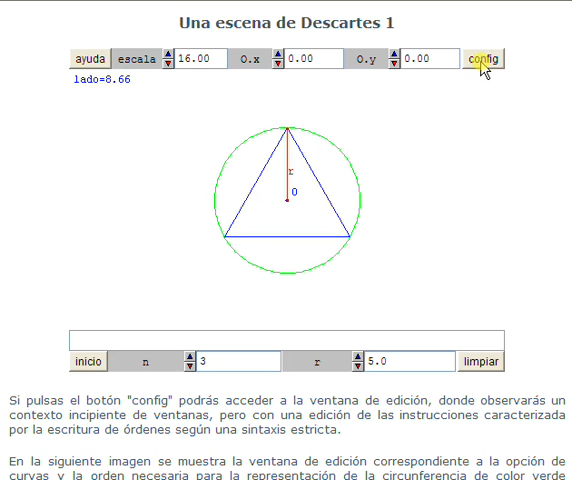 Una escena de Descartes 1
ayuda escala 16.00 O.x 0.00 O.y 0.00 config
lado=8.66
r
O
inicio n 3 r 5.0 limpiar
Si pulsas el botón "config" podrás acceder a la ventana de edición, donde observarás un
contexto incipiente de ventanas, pero con una edición de las instrucciones caracterizada
por la escritura de órdenes según una sintaxis estricta.
En la siguiente imagen se muestra la ventana de edición correspondiente a la opción de
curvas y la orden necesaria para la representación de la circunferencia de color verde